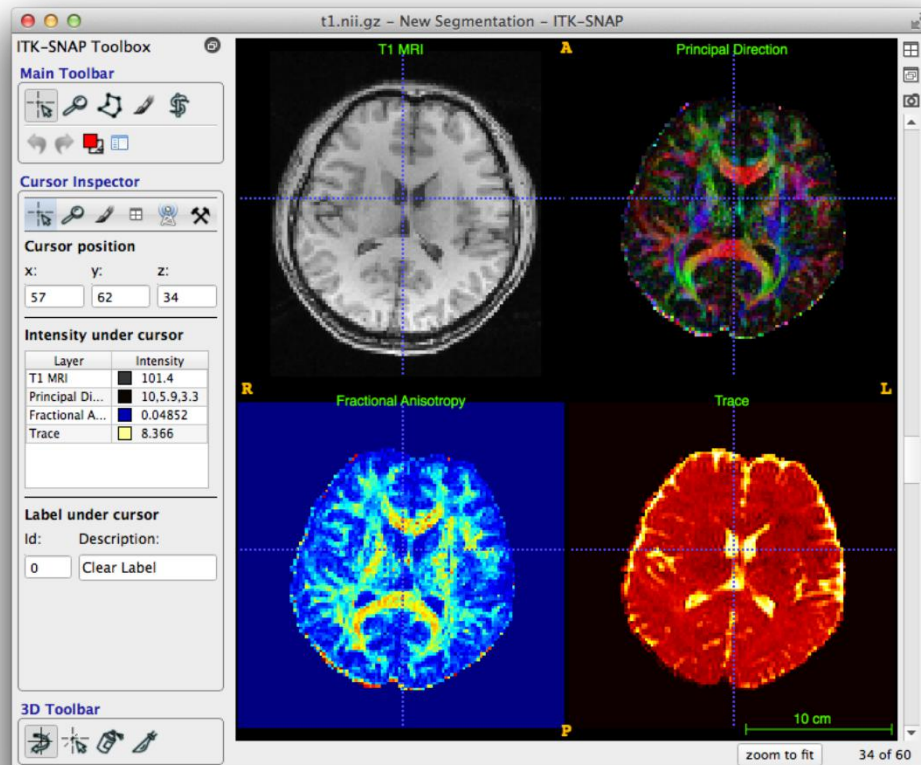 t1.nii.gz – New Segmentation – ITK-SNAP
ITK-SNAP Toolbox
Main Toolbar
Cursor Inspector
Cursor position
x: y: z:
57 62 34
Intensity under cursor
Layer Intensity
T1 MRI 101.4
Principal Di... 10,5.9,3.3
Fractional A... 0.04852
Trace 8.366
Label under cursor
Id: Description:
0 Clear Label
3D Toolbar
T1 MRI A Principal Direction
R L
Fractional Anisotropy Trace
P 10 cm
zoom to fit 34 of 60